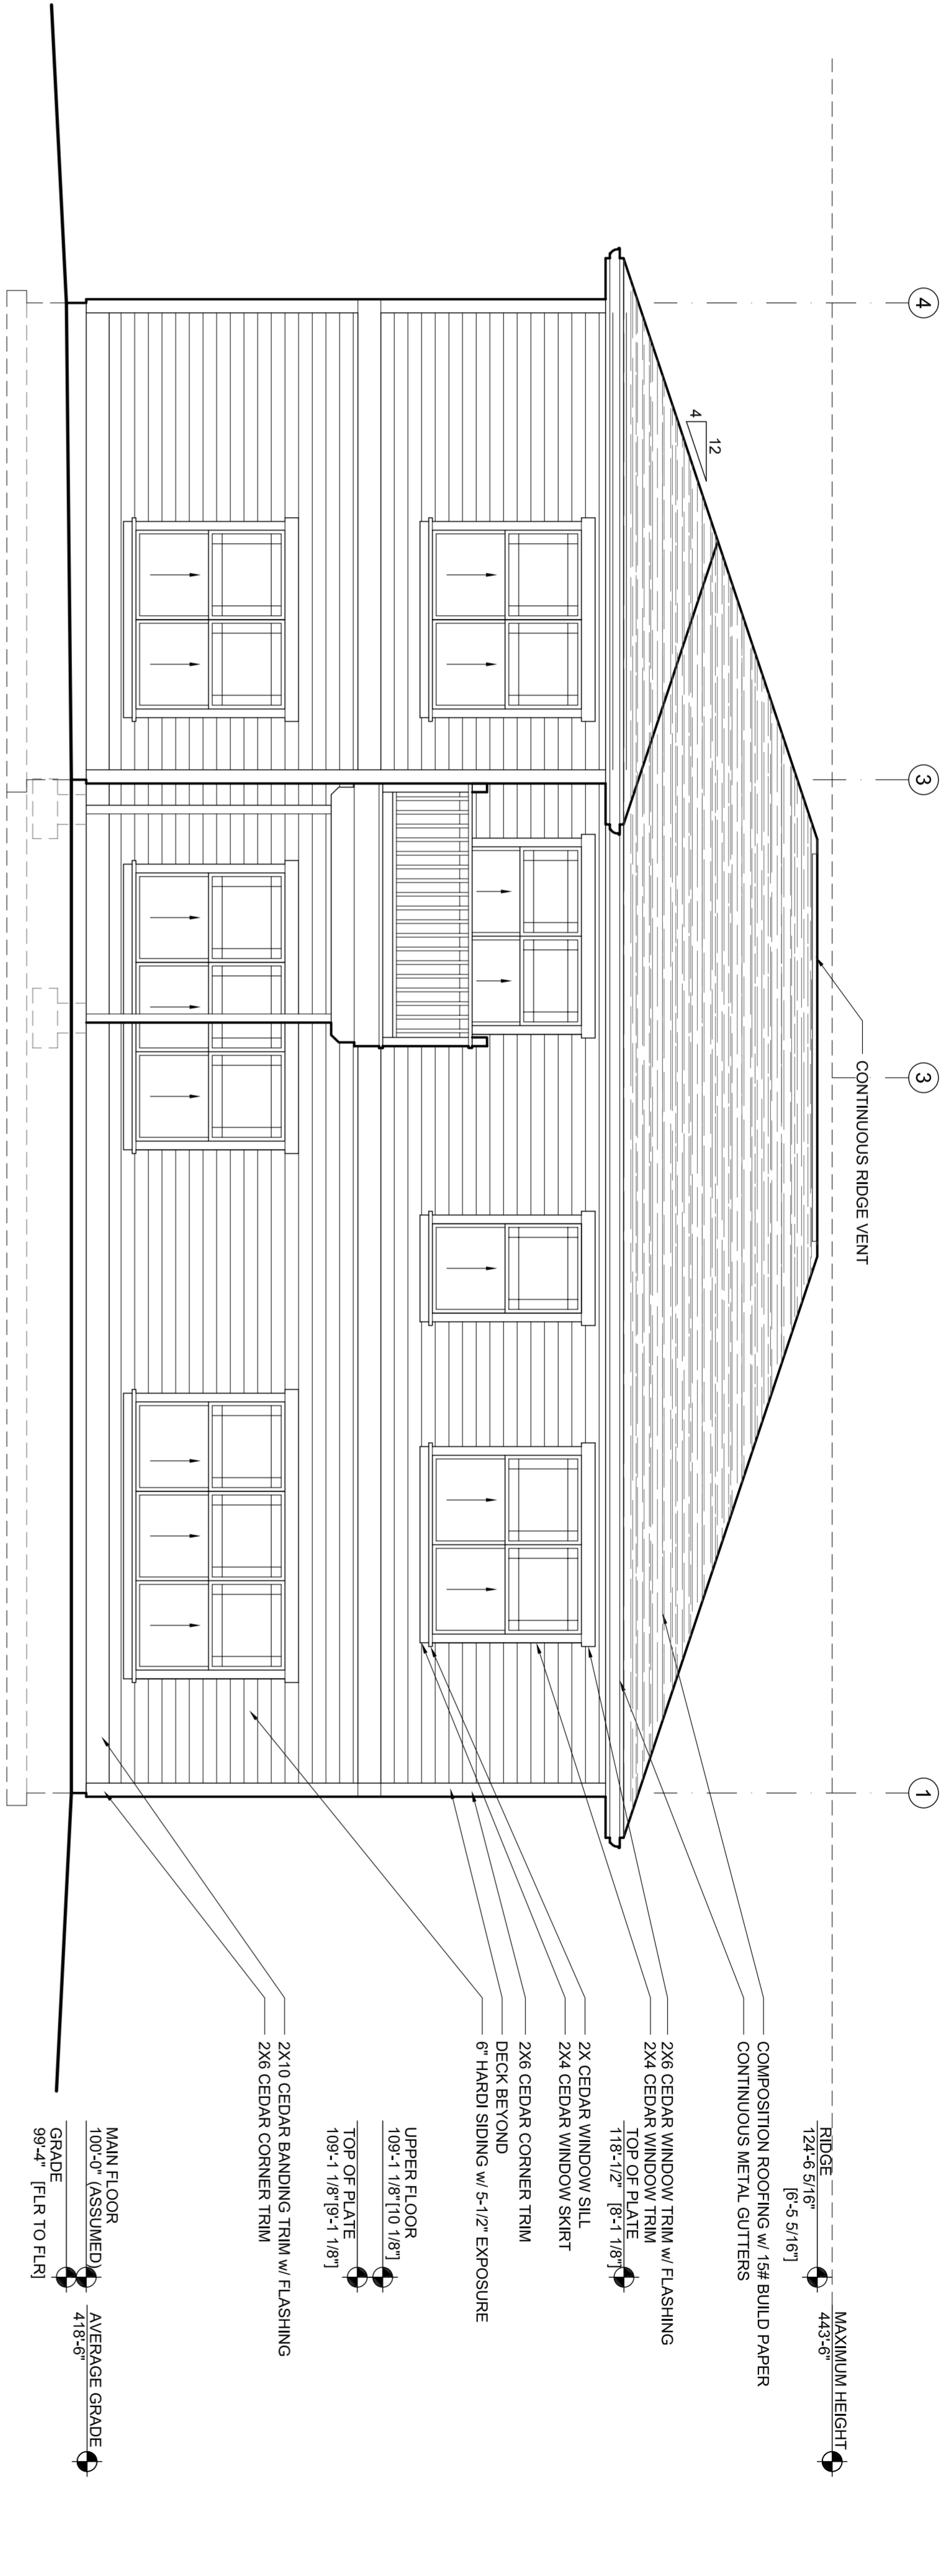 4
3
3
1
12
4
CONTINUOUS RIDGE VENT
COMPOSITION ROOFING w/ 15# BUILD PAPER
CONTINUOUS METAL GUTTERS
2X6 CEDAR WINDOW TRIM w/ FLASHING
2X4 CEDAR WINDOW TRIM
2X CEDAR WINDOW SILL
2X4 CEDAR WINDOW SKIRT
2X6 CEDAR CORNER TRIM
DECK BEYOND
6" HARDI SIDING w/ 5-1/2" EXPOSURE
2X10 CEDAR BANDING TRIM w/ FLASHING
2X6 CEDAR CORNER TRIM
RIDGE
124'-6 5/16"
[6'-5 5/16"]
TOP OF PLATE
118'-1/2" [8'-1 1/8"]
UPPER FLOOR
109'-1 1/8"[10 1/8"]
TOP OF PLATE
109'-1 1/8"[9'-1 1/8"]
MAIN FLOOR
100'-0" (ASSUMED)
GRADE
99'-4" [FLR TO FLR]
MAXIMUM HEIGHT
443'-6"
AVERAGE GRADE
418'-6"